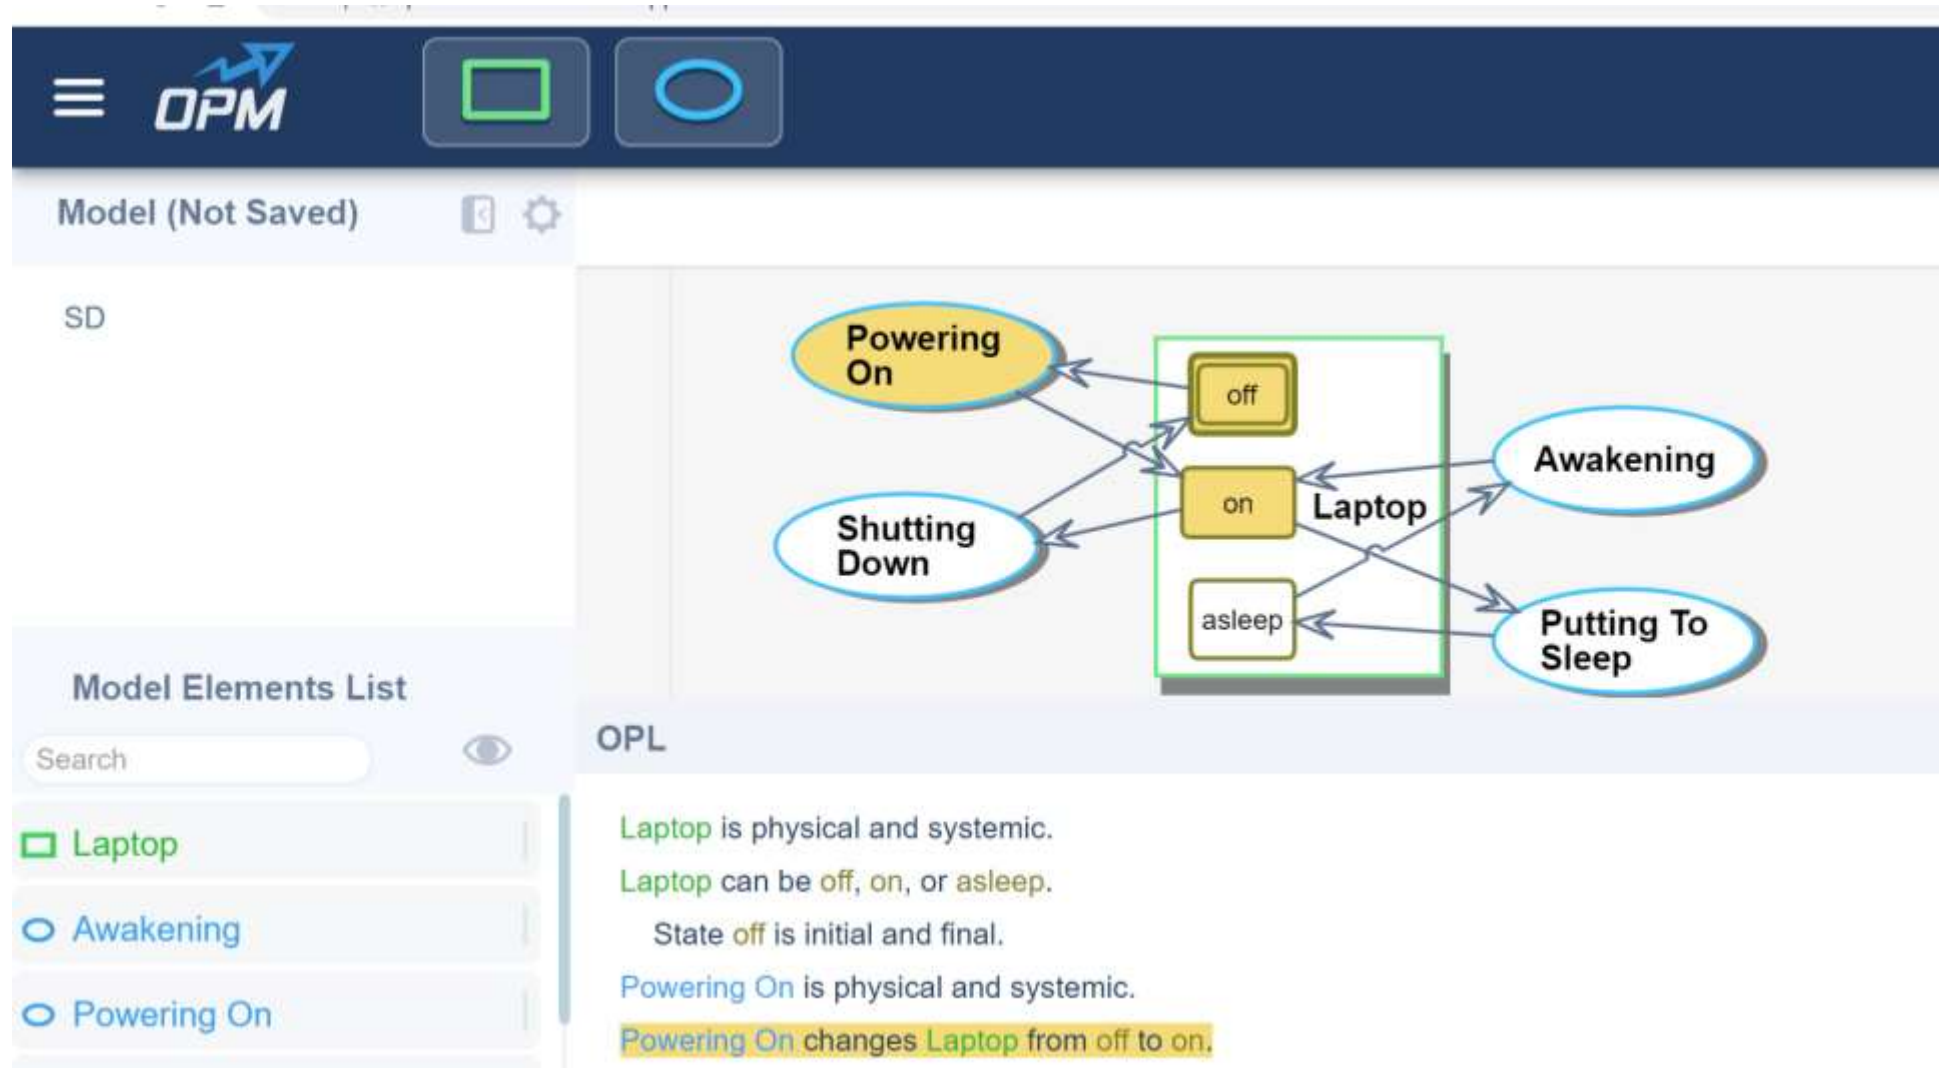 OPM
Model (Not Saved)
SD
Powering
On
off
Awakening
on
Laptop
Shutting
Down
asleep
Putting To
Sleep
Model Elements List
Search
Laptop
Awakening
Powering On
OPL
Laptop is physical and systemic.
Laptop can be off, on, or asleep.
State off is initial and final.
Powering On is physical and systemic.
Powering On changes Laptop from off to on.